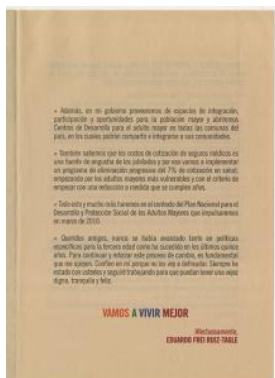 • Además, en mi gobierno proveeremos de espacios de integración,
participación y oportunidades para la población mayor y abriremos
Centros de Desarrollo para el adulto mayor en todas las comunas del
país, en los cuales podrán compartir e integrarse a sus comunidades.
• También sabemos que los costos de cotización de seguros médicos es
una fuente de angustia de los jubilados y por eso vamos a implementar
un programa de eliminación progresiva del 7% de cotización en salud,
empezando por los adultos mayores más vulnerables y con el criterio de
empezar con una reducción a medida que se cumplen años.
• Todo esto y mucho más haremos en el contexto del Plan Nacional para el
Desarrollo y Protección Social de los Adultos Mayores que impulsaremos
en marzo de 2010.
• Queridos amigos, nunca se había avanzado tanto en políticas
específicas para la tercera edad como ha sucedido en los últimos quince
años. Para continuar y reforzar este proceso de cambio, es fundamental
que me apoyen. Confíen en mí porque no los voy a defraudar. Siempre he
estado con ustedes y seguiré trabajando para que puedan tener una vejez
digna, tranquila y feliz.
VAMOS A VIVIR MEJOR
Afectuosamente,
EDUARDO FREI RUIZ-TAGLE